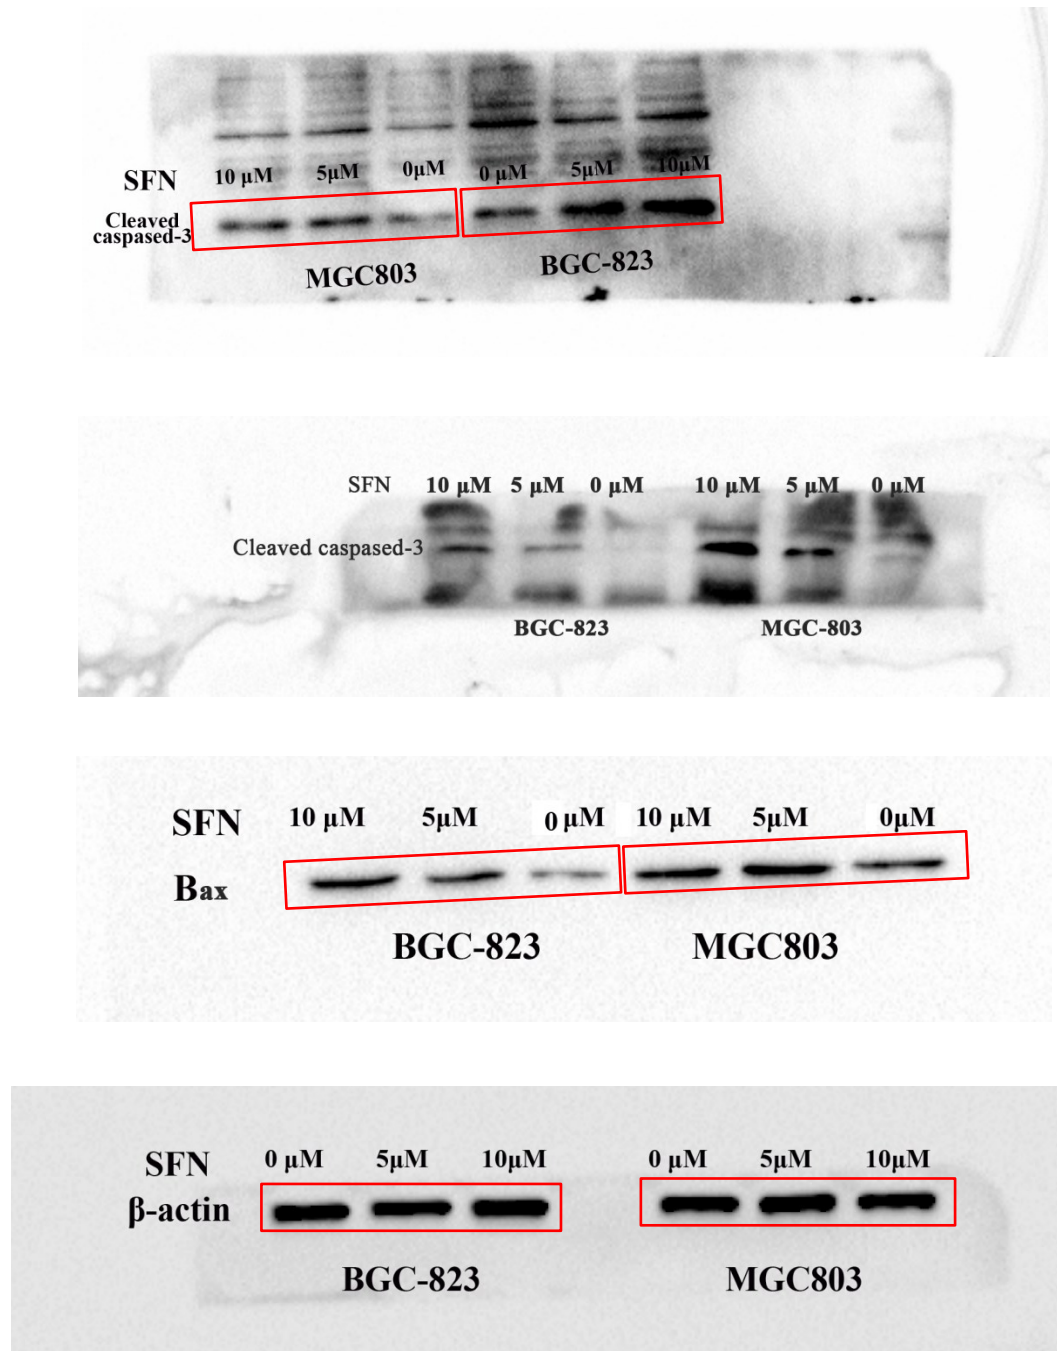 SFN 10 μM 5μM 0μM 0 μM 5μM 10μM
Cleaved
caspased-3
MGC803 BGC-823
SFN 10 μM 5 μM 0 μM 10 μM 5 μM 0 μM
Cleaved caspased-3
BGC-823 MGC-803
SFN 10 μM 5μM 0 μM 10 μM 5μM 0μM
Bax
BGC-823 MGC803
SFN 0 μM 5μM 10μM 0 μM 5μM 10μM
β-actin
BGC-823 MGC803